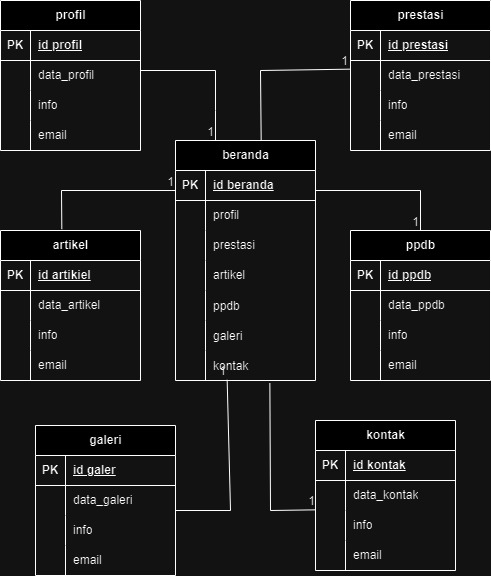 profil
PK id profil
data_profil
info
email
prestasi
PK id prestasi
data_prestasi
info
email
1
1
beranda
PK id beranda
profil
prestasi
artikel
ppdb
galeri
kontak
1
1
1
artikel
PK id artikiel
data_artikel
info
email
ppdb
PK id ppdb
data_ppdb
info
email
galeri
PK id galer
data_galeri
info
email
kontak
PK id kontak
data_kontak
info
email
1